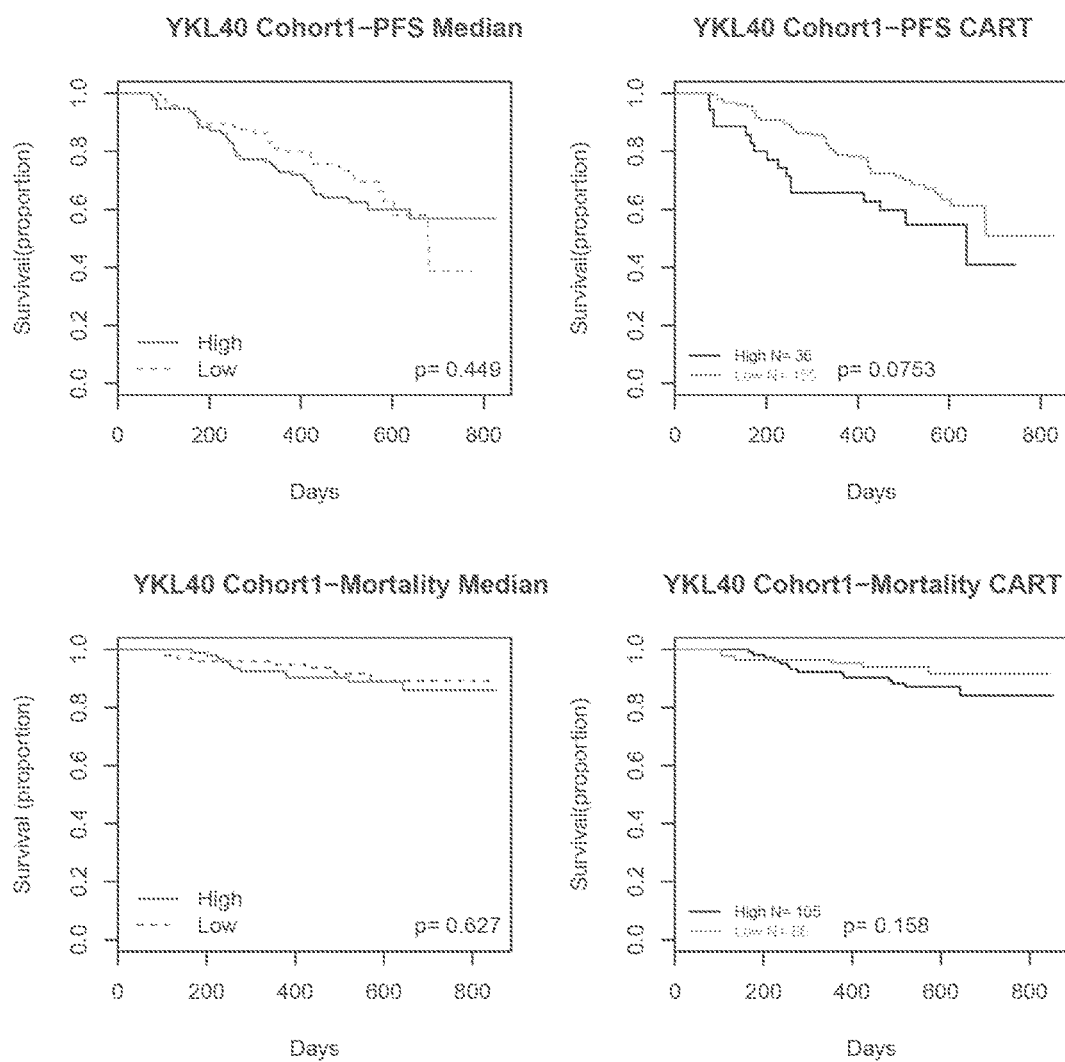 YKL40 Cohort1-PFS Median
Survival(proportion)
1.0
0.8
0.6
0.4
0.2
0.0
High
Low
p= 0.449
0 200 400 600 800
Days
YKL40 Cohort1-PFS CART
Survival(proportion)
1.0
0.8
0.6
0.4
0.2
0.0
High N= 36
Low N=
p= 0.0753
0 200 400 600 800
Days
YKL40 Cohort1-Mortality Median
Survival (proportion)
1.0
0.8
0.6
0.4
0.2
0.0
High
Low
p= 0.627
0 200 400 600 800
Days
YKL40 Cohort1-Mortality CART
Survival(proportion)
1.0
0.8
0.6
0.4
0.2
0.0
High N= 105
Low N=
p= 0.158
0 200 400 600 800
Days